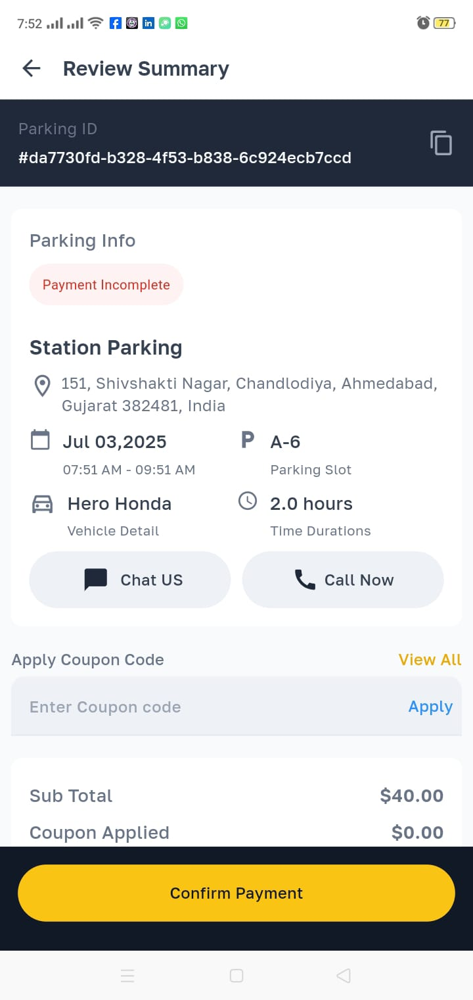 7:52
77
Review Summary
Parking ID
#da7730fd-b328-4f53-b838-6c924ecb7ccd
Parking Info
Payment Incomplete
Station Parking
151, Shivshakti Nagar, Chandlodiya, Ahmedabad,
Gujarat 382481, India
Jul 03,2025
P A-6
07:51 AM - 09:51 AM
Parking Slot
Hero Honda
2.0 hours
Vehicle Detail
Time Durations
Chat US
Call Now
Apply Coupon Code
View All
Enter Coupon code
Apply
Sub Total
$40.00
Coupon Applied
$0.00
Confirm Payment